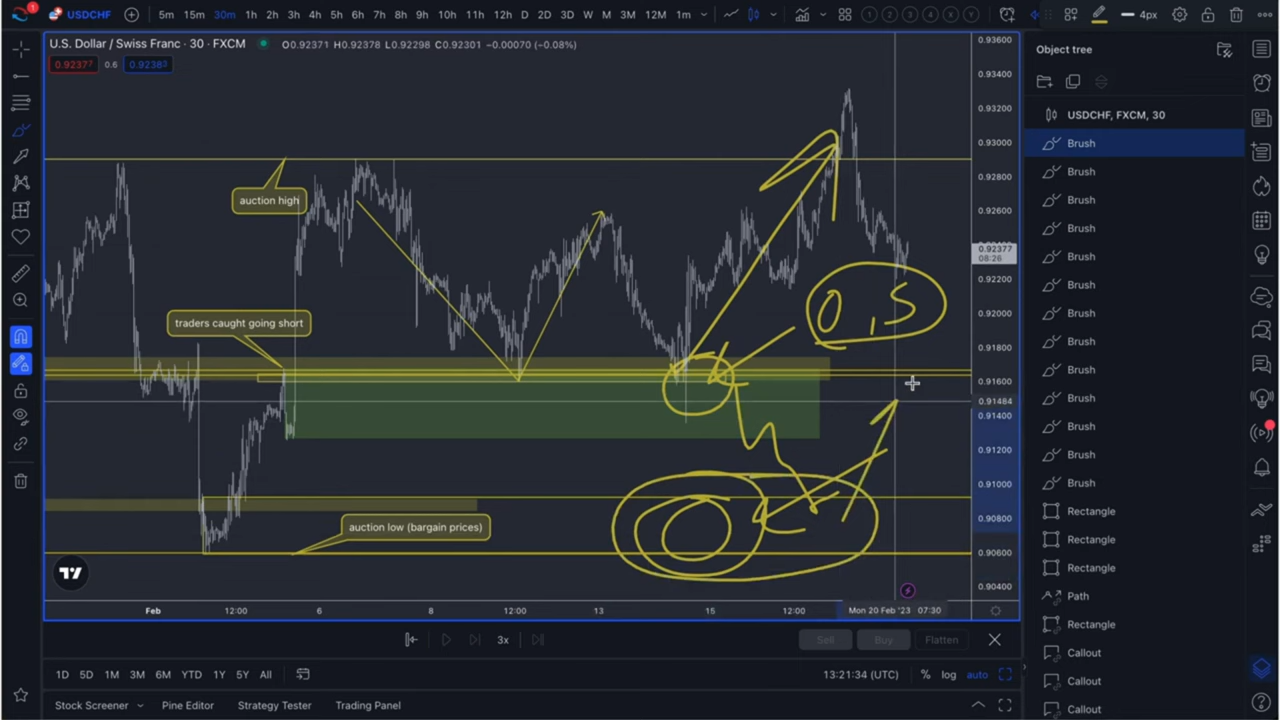 USDCHF 5m 15m 30m 1h 2h 3h 4h 5h 6h 7h 8h 9h 10h 11h 12h D 2D 3D W M 3M 12M 1m 1 2 3 4 X Y 4px
U.S. Dollar / Swiss Franc · 30 · FXCM O0.92371 H0.92378 L0.92298 C0.92301 −0.00070 (−0.08%)
0.92377 0.6 0.92382
Object tree
USDCHF, FXCM, 30
Brush
Brush
Brush
Brush
Brush
Brush
Brush
Brush
Brush
Brush
Brush
Brush
Brush
Rectangle
Rectangle
Rectangle
Path
Rectangle
Callout
Callout
Callout
auction high
traders caught going short
auction low (bargain prices)
0,5
0.93600
0.93400
0.93200
0.93000
0.92800
0.92600
0.92377
08:26
0.92200
0.92000
0.91800
0.91600
0.91484
0.91400
0.91200
0.91000
0.90800
0.90600
0.90400
Feb 12:00 6 8 12:00 13 15 12:00 Mon 20 Feb '23 07:30
3x Sell Buy Flatten
1D 5D 1M 3M 6M YTD 1Y 5Y All 13:21:34 (UTC) % log auto
Stock Screener Pine Editor Strategy Tester Trading Panel